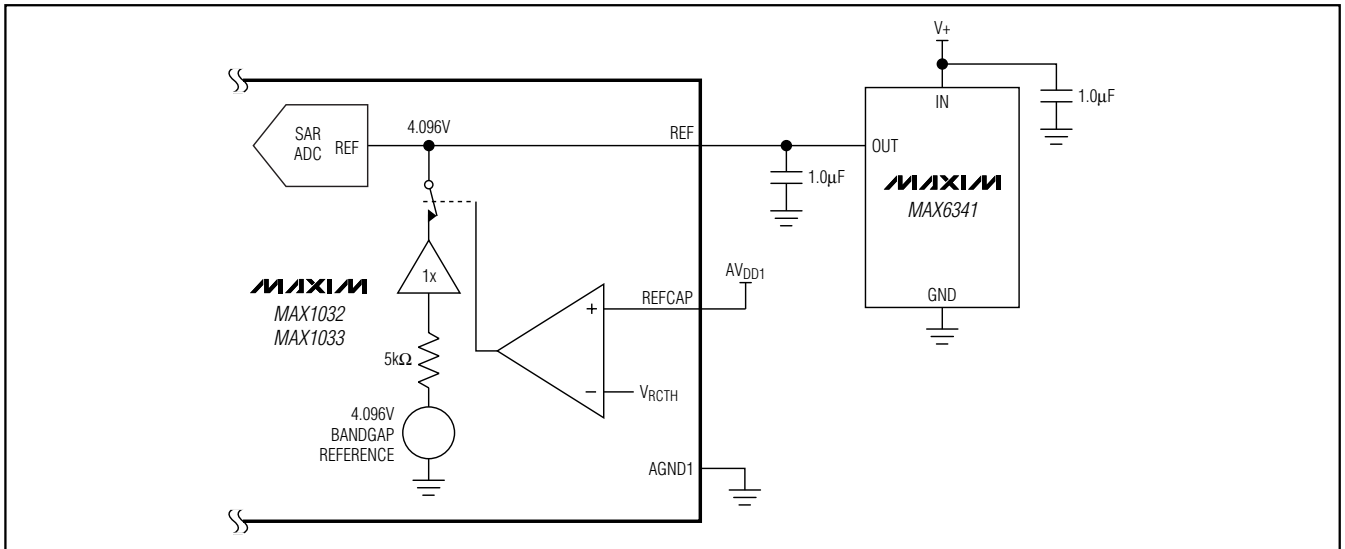 V+
IN
1.0µF
SAR
ADC
REF
4.096V
REF
OUT
1.0µF
MAXIM
MAX6341
GND
1x
MAXIM
MAX1032
MAX1033
AVDD1
REFCAP
+
5kΩ
−
VRCTH
4.096V
BANDGAP
REFERENCE
AGND1